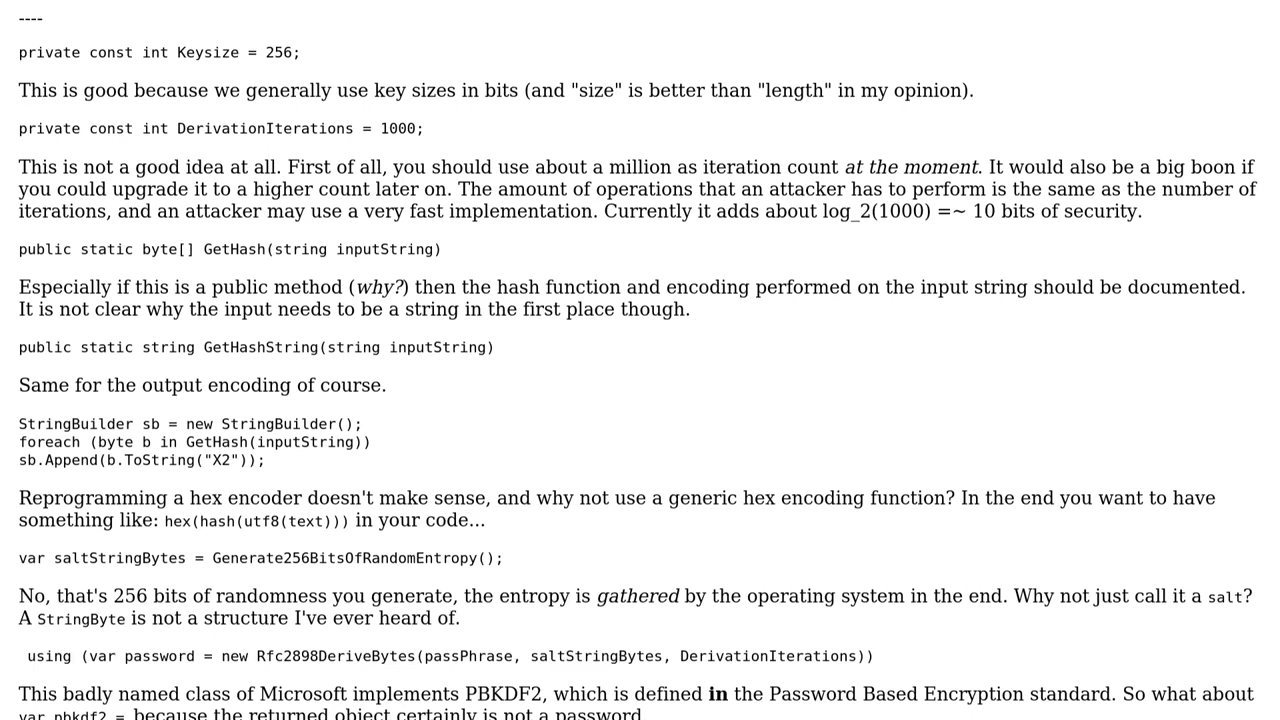 ----
private const int Keysize = 256;
This is good because we generally use key sizes in bits (and "size" is better than "length" in my opinion).
private const int DerivationIterations = 1000;
This is not a good idea at all. First of all, you should use about a million as iteration count at the moment. It would also be a big boon if
you could upgrade it to a higher count later on. The amount of operations that an attacker has to perform is the same as the number of
iterations, and an attacker may use a very fast implementation. Currently it adds about log_2(1000) =~ 10 bits of security.
public static byte[] GetHash(string inputString)
Especially if this is a public method (why?) then the hash function and encoding performed on the input string should be documented.
It is not clear why the input needs to be a string in the first place though.
public static string GetHashString(string inputString)
Same for the output encoding of course.
StringBuilder sb = new StringBuilder();
foreach (byte b in GetHash(inputString))
sb.Append(b.ToString("X2"));
Reprogramming a hex encoder doesn't make sense, and why not use a generic hex encoding function? In the end you want to have
something like: hex(hash(utf8(text))) in your code...
var saltStringBytes = Generate256BitsOfRandomEntropy();
No, that's 256 bits of randomness you generate, the entropy is gathered by the operating system in the end. Why not just call it a salt?
A StringByte is not a structure I've ever heard of.
using (var password = new Rfc2898DeriveBytes(passPhrase, saltStringBytes, DerivationIterations))
This badly named class of Microsoft implements PBKDF2, which is defined in the Password Based Encryption standard. So what about
var pbkdf2 = because the returned object certainly is not a password